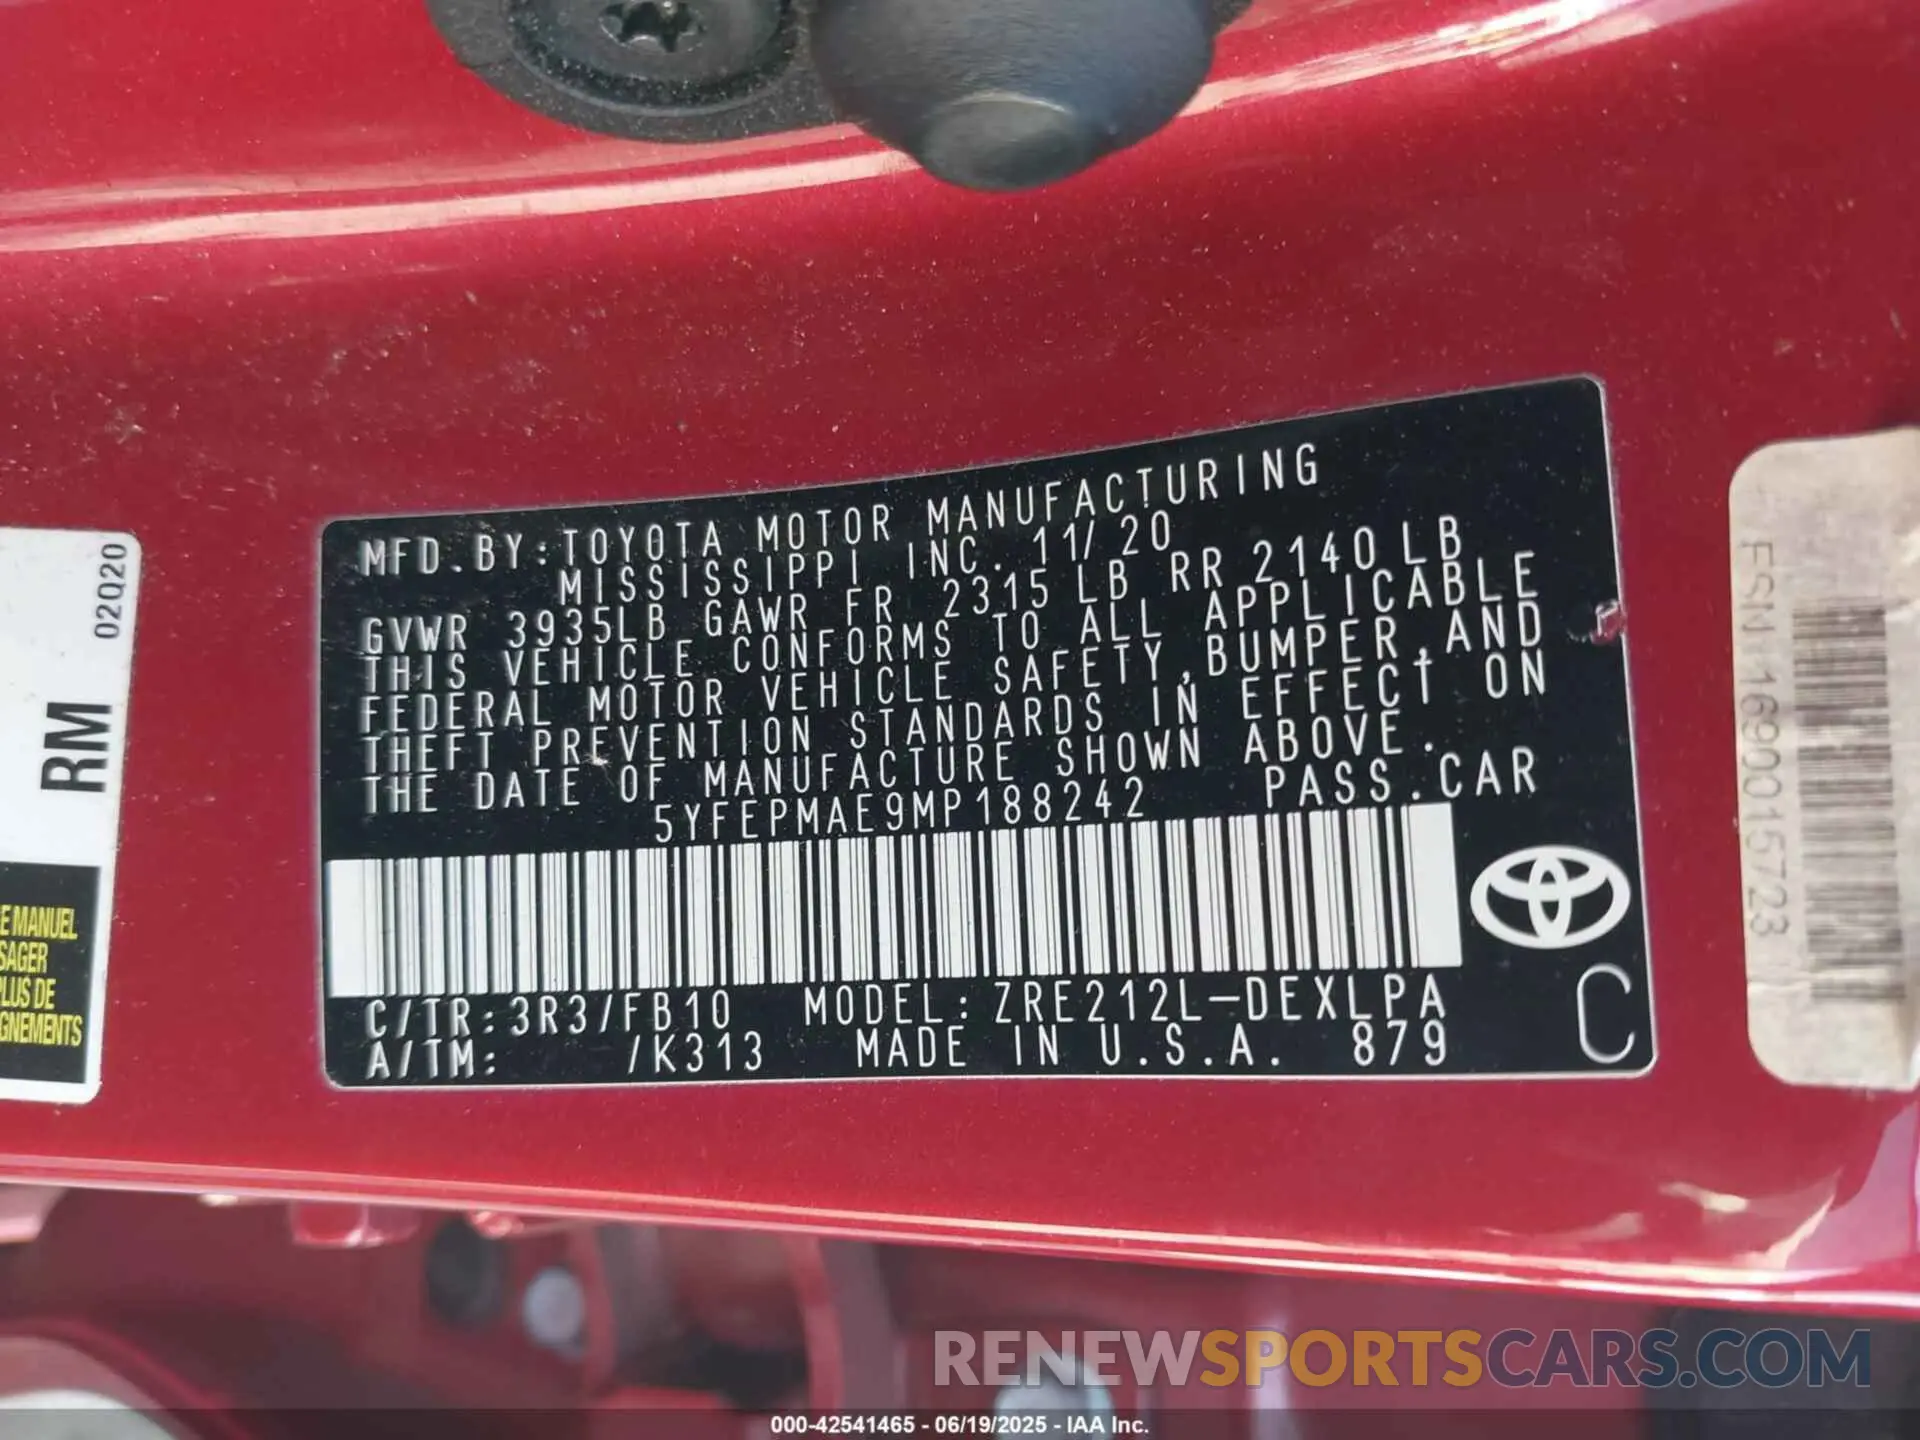 MFD. BY: TOYOTA MOTOR MANUFACTURING
MISSISSIPPI INC. 11/20
GVWR 3935LB GAWR FR 2315 LB RR 2140 LB
THIS VEHICLE CONFORMS TO ALL APPLICABLE
FEDERAL MOTOR VEHICLE SAFETY, BUMPER, AND
THEFT PREVENTION STANDARDS IN EFFECT ON
THE DATE OF MANUFACTURE SHOWN ABOVE.
5YFEPMAE9MP188242 PASS. CAR
C/TR: 3R3/FB10 MODEL: ZRE212L-DEXLPA
A/TM: /K313 MADE IN U.S.A. 879
C
RM 02Q20
E MANUEL
SAGER
PLUS DE
GNEMENTS
FSN 1690015723
RENEWSPORTSCARS.COM
000-42541465 - 06/19/2025 - IAA Inc.